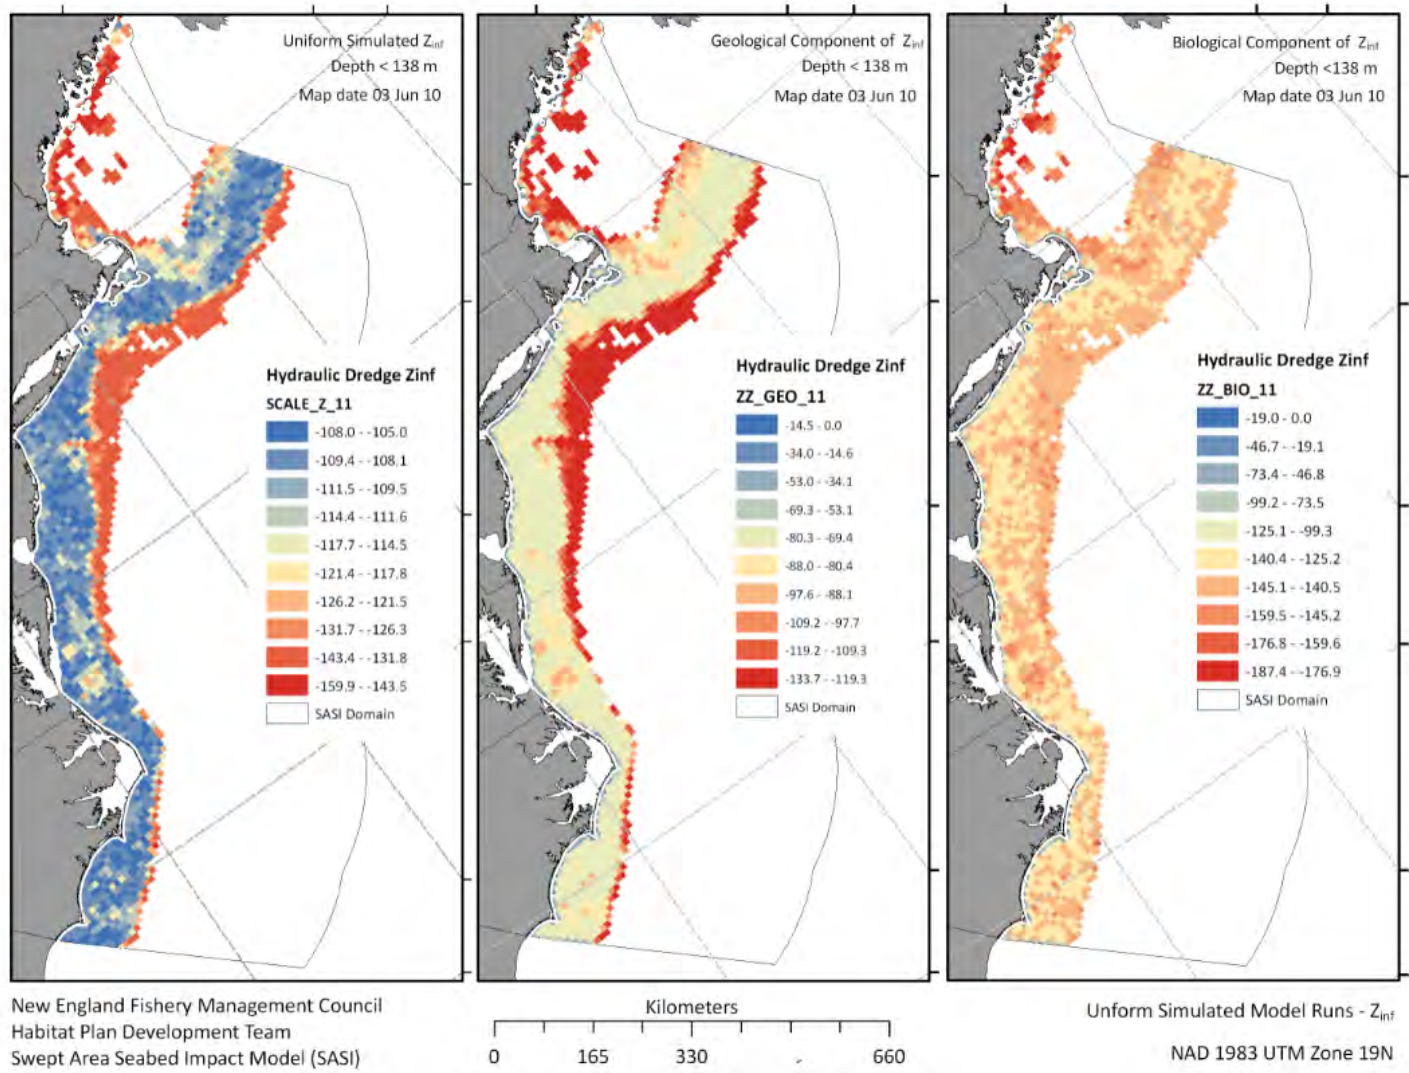 Uniform Simulated Zinf
Depth < 138 m
Map date 03 Jun 10
Hydraulic Dredge Zinf
SCALE_Z_11
-108.0 - -105.0
-109.4 - -108.1
-111.5 - -109.5
-114.4 - -111.6
-117.7 - -114.5
-121.4 - -117.8
-126.2 - -121.5
-131.7 - -126.3
-143.4 - -131.8
-159.9 - -143.5
SASI Domain
Geological Component of Zinf
Depth < 138 m
Map date 03 Jun 10
Hydraulic Dredge Zinf
ZZ_GEO_11
-14.5 - 0.0
-34.0 - -14.6
-53.0 - -34.1
-69.3 - -53.1
-80.3 - -69.4
-88.0 - -80.4
-97.6 - -88.1
-109.2 - -97.7
-119.2 - -109.3
-133.7 - -119.3
SASI Domain
Biological Component of Zinf
Depth <138 m
Map date 03 Jun 10
Hydraulic Dredge Zinf
ZZ_BIO_11
-19.0 - 0.0
-46.7 - -19.1
-73.4 - -46.8
-99.2 - -73.5
-125.1 - -99.3
-140.4 - -125.2
-145.1 - -140.5
-159.5 - -145.2
-176.8 - -159.6
-187.4 - -176.9
SASI Domain
New England Fishery Management Council
Habitat Plan Development Team
Swept Area Seabed Impact Model (SASI)
Kilometers
0 165 330 660
Unform Simulated Model Runs - Zinf
NAD 1983 UTM Zone 19N